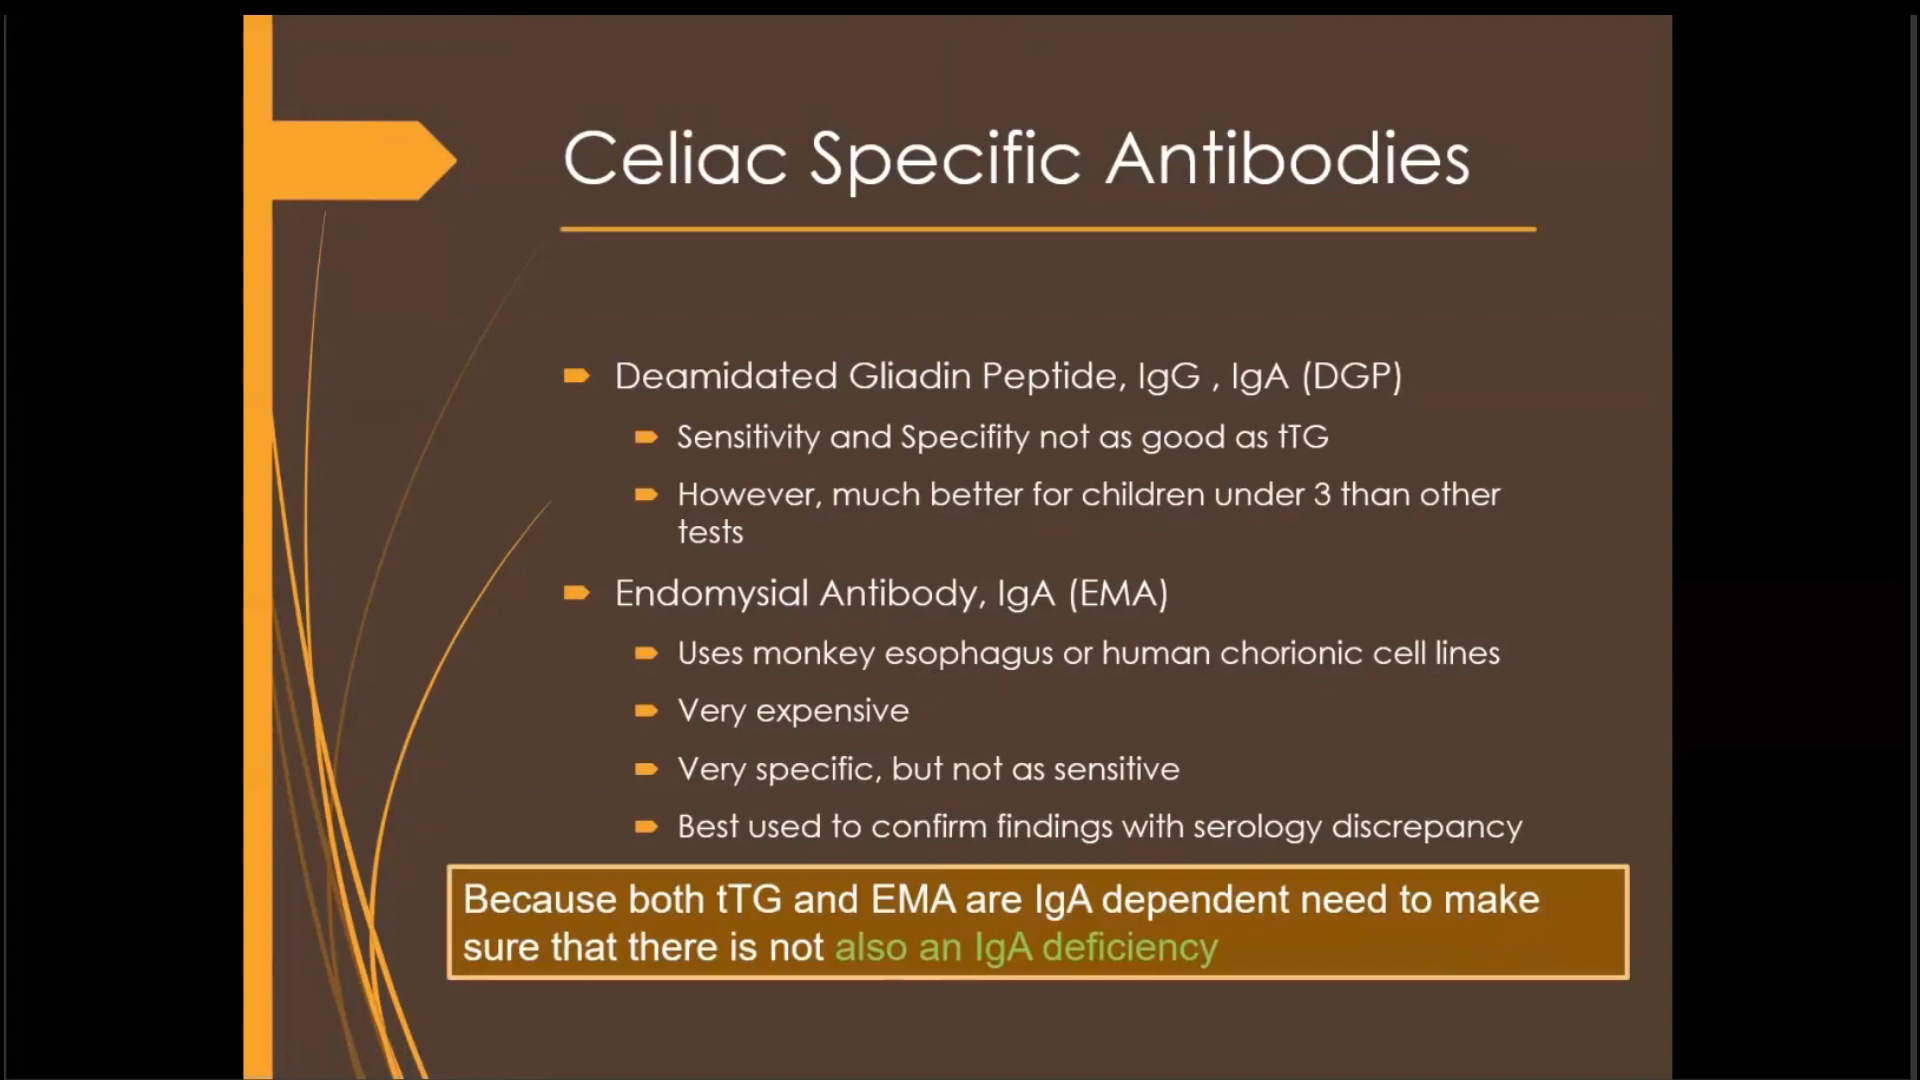 Celiac Specific Antibodies
Deamidated Gliadin Peptide, IgG , IgA (DGP)
Sensitivity and Specifity not as good as tTG
However, much better for children under 3 than other
tests
Endomysial Antibody, IgA (EMA)
Uses monkey esophagus or human chorionic cell lines
Very expensive
Very specific, but not as sensitive
Best used to confirm findings with serology discrepancy
Because both tTG and EMA are IgA dependent need to make
sure that there is not also an IgA deficiency